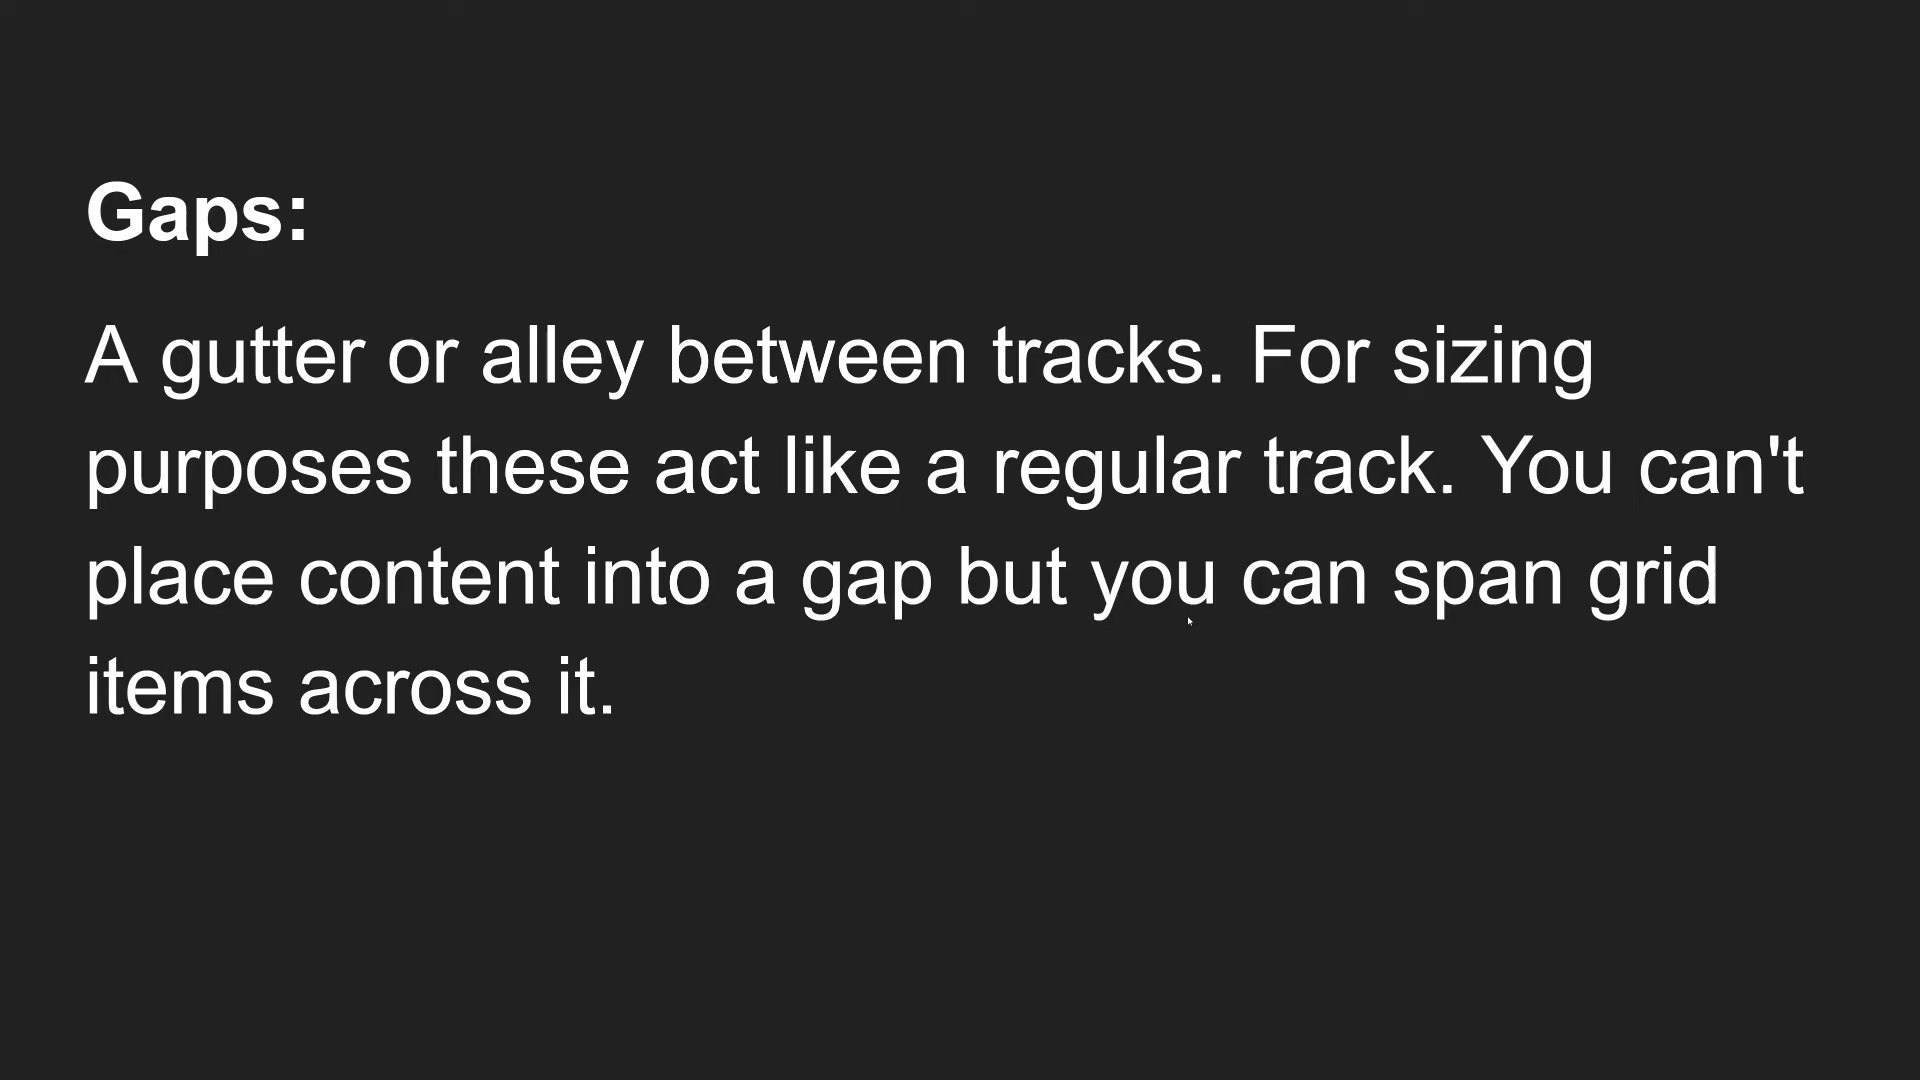 Gaps:
A gutter or alley between tracks. For sizing
purposes these act like a regular track. You can't
place content into a gap but you can span grid
items across it.